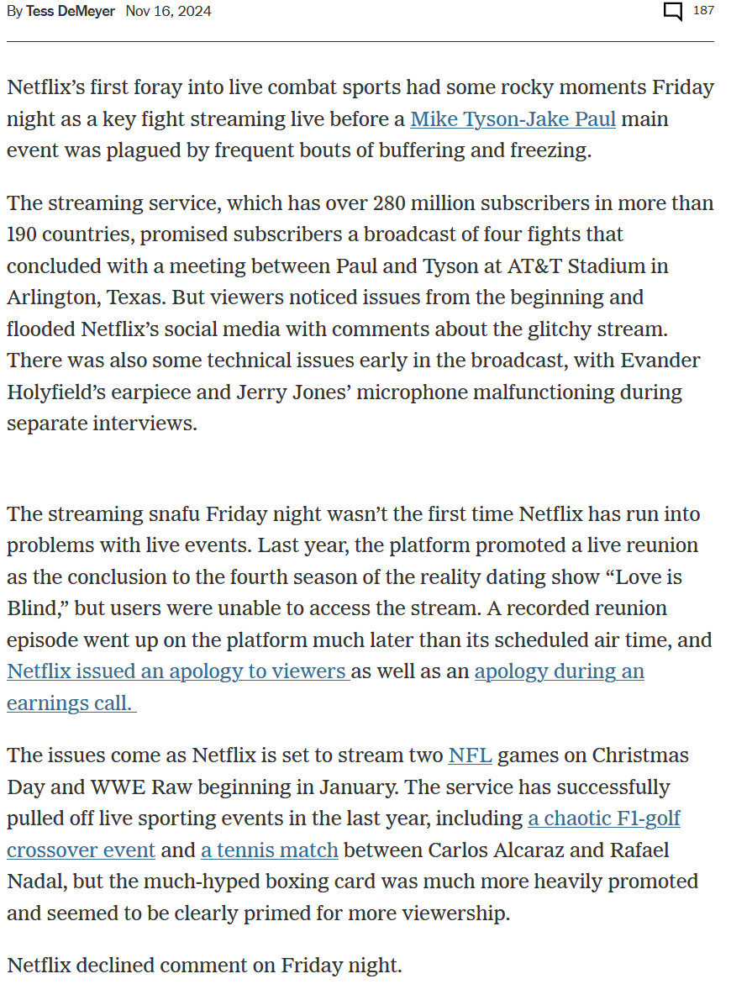 By Tess DeMeyer Nov 16, 2024 187
Netflix’s first foray into live combat sports had some rocky moments Friday
night as a key fight streaming live before a Mike Tyson-Jake Paul main
event was plagued by frequent bouts of buffering and freezing.
The streaming service, which has over 280 million subscribers in more than
190 countries, promised subscribers a broadcast of four fights that
concluded with a meeting between Paul and Tyson at AT&T Stadium in
Arlington, Texas. But viewers noticed issues from the beginning and
flooded Netflix’s social media with comments about the glitchy stream.
There was also some technical issues early in the broadcast, with Evander
Holyfield’s earpiece and Jerry Jones’ microphone malfunctioning during
separate interviews.
The streaming snafu Friday night wasn’t the first time Netflix has run into
problems with live events. Last year, the platform promoted a live reunion
as the conclusion to the fourth season of the reality dating show “Love is
Blind,” but users were unable to access the stream. A recorded reunion
episode went up on the platform much later than its scheduled air time, and
Netflix issued an apology to viewers as well as an apology during an
earnings call.
The issues come as Netflix is set to stream two NFL games on Christmas
Day and WWE Raw beginning in January. The service has successfully
pulled off live sporting events in the last year, including a chaotic F1-golf
crossover event and a tennis match between Carlos Alcaraz and Rafael
Nadal, but the much-hyped boxing card was much more heavily promoted
and seemed to be clearly primed for more viewership.
Netflix declined comment on Friday night.